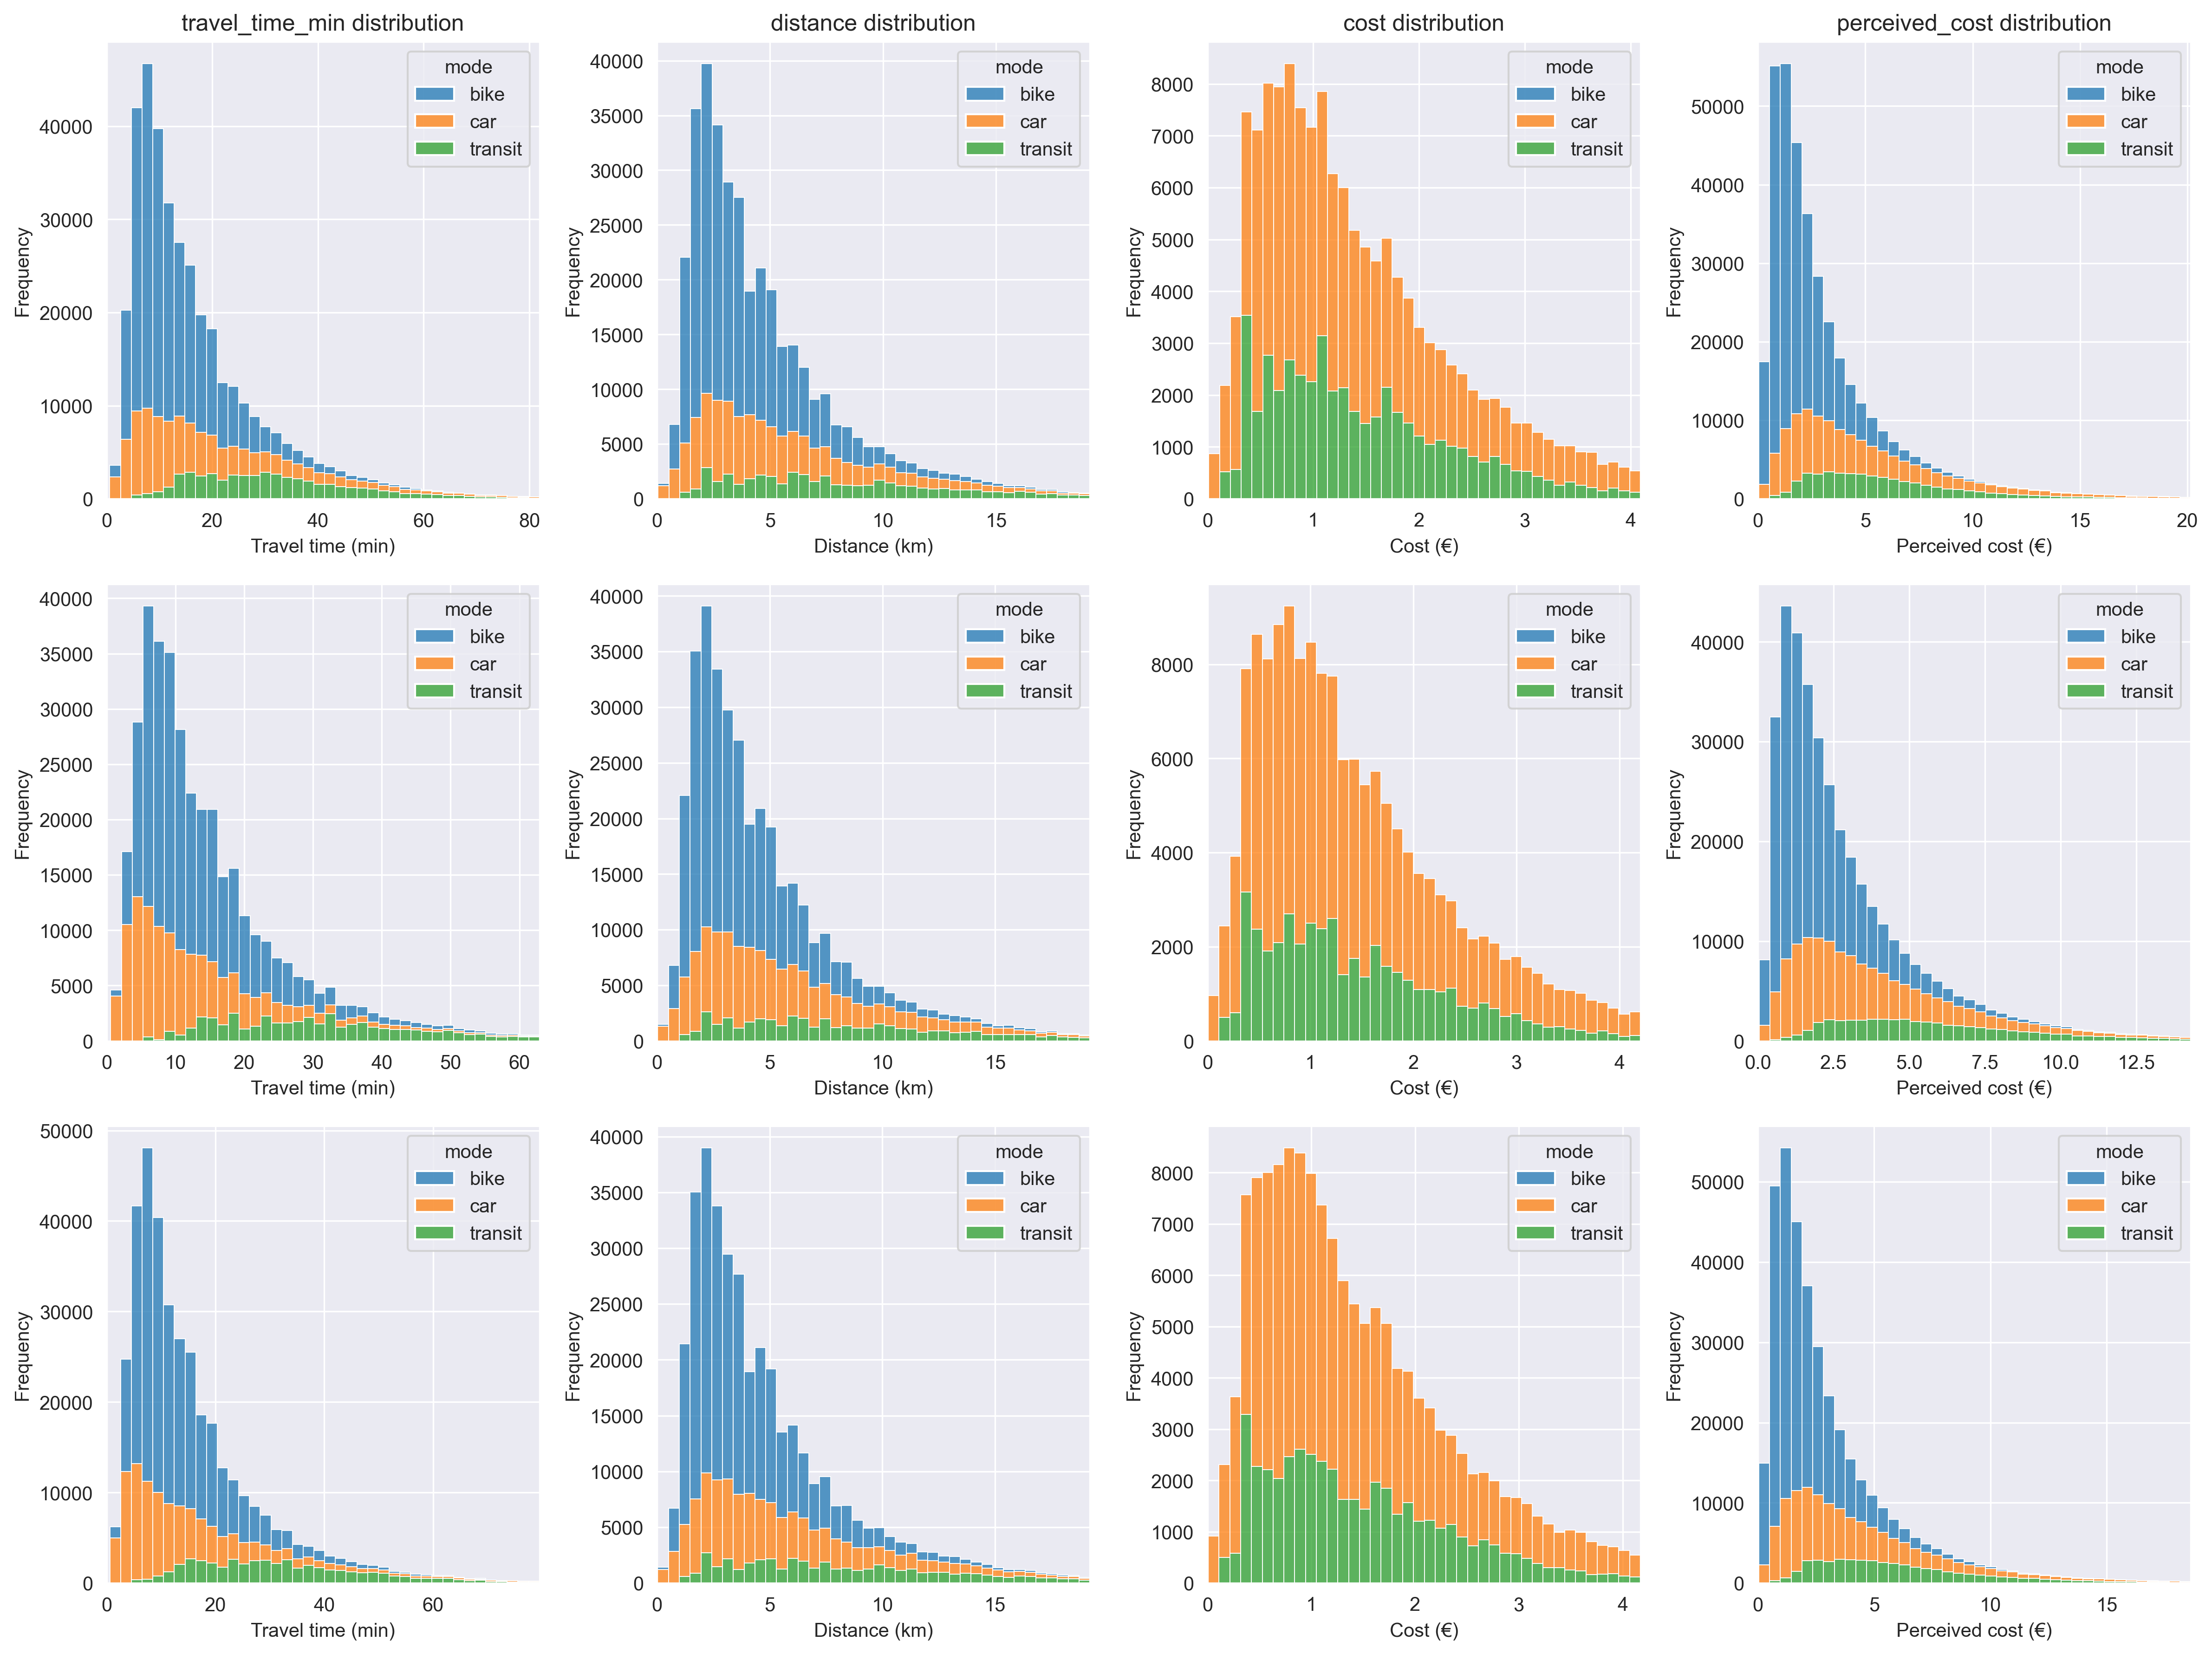 travel_time_min distribution
mode
bike
car
transit
Frequency
40000
30000
20000
10000
0
0 20 40 60 80
Travel time (min)
distance distribution
mode
bike
car
transit
Frequency
40000
35000
30000
25000
20000
15000
10000
5000
0
0 5 10 15
Distance (km)
cost distribution
mode
bike
car
transit
Frequency
8000
7000
6000
5000
4000
3000
2000
1000
0
0 1 2 3 4
Cost (€)
perceived_cost distribution
mode
bike
car
transit
Frequency
50000
40000
30000
20000
10000
0
0 5 10 15 20
Perceived cost (€)
mode
bike
car
transit
Frequency
40000
35000
30000
25000
20000
15000
10000
5000
0
0 10 20 30 40 50 60
Travel time (min)
mode
bike
car
transit
Frequency
40000
35000
30000
25000
20000
15000
10000
5000
0
0 5 10 15
Distance (km)
mode
bike
car
transit
Frequency
8000
6000
4000
2000
0
0 1 2 3 4
Cost (€)
mode
bike
car
transit
Frequency
40000
30000
20000
10000
0
0.0 2.5 5.0 7.5 10.0 12.5
Perceived cost (€)
mode
bike
car
transit
Frequency
50000
40000
30000
20000
10000
0
0 20 40 60
Travel time (min)
mode
bike
car
transit
Frequency
40000
35000
30000
25000
20000
15000
10000
5000
0
0 5 10 15
Distance (km)
mode
bike
car
transit
Frequency
8000
7000
6000
5000
4000
3000
2000
1000
0
0 1 2 3 4
Cost (€)
mode
bike
car
transit
Frequency
50000
40000
30000
20000
10000
0
0 5 10 15
Perceived cost (€)